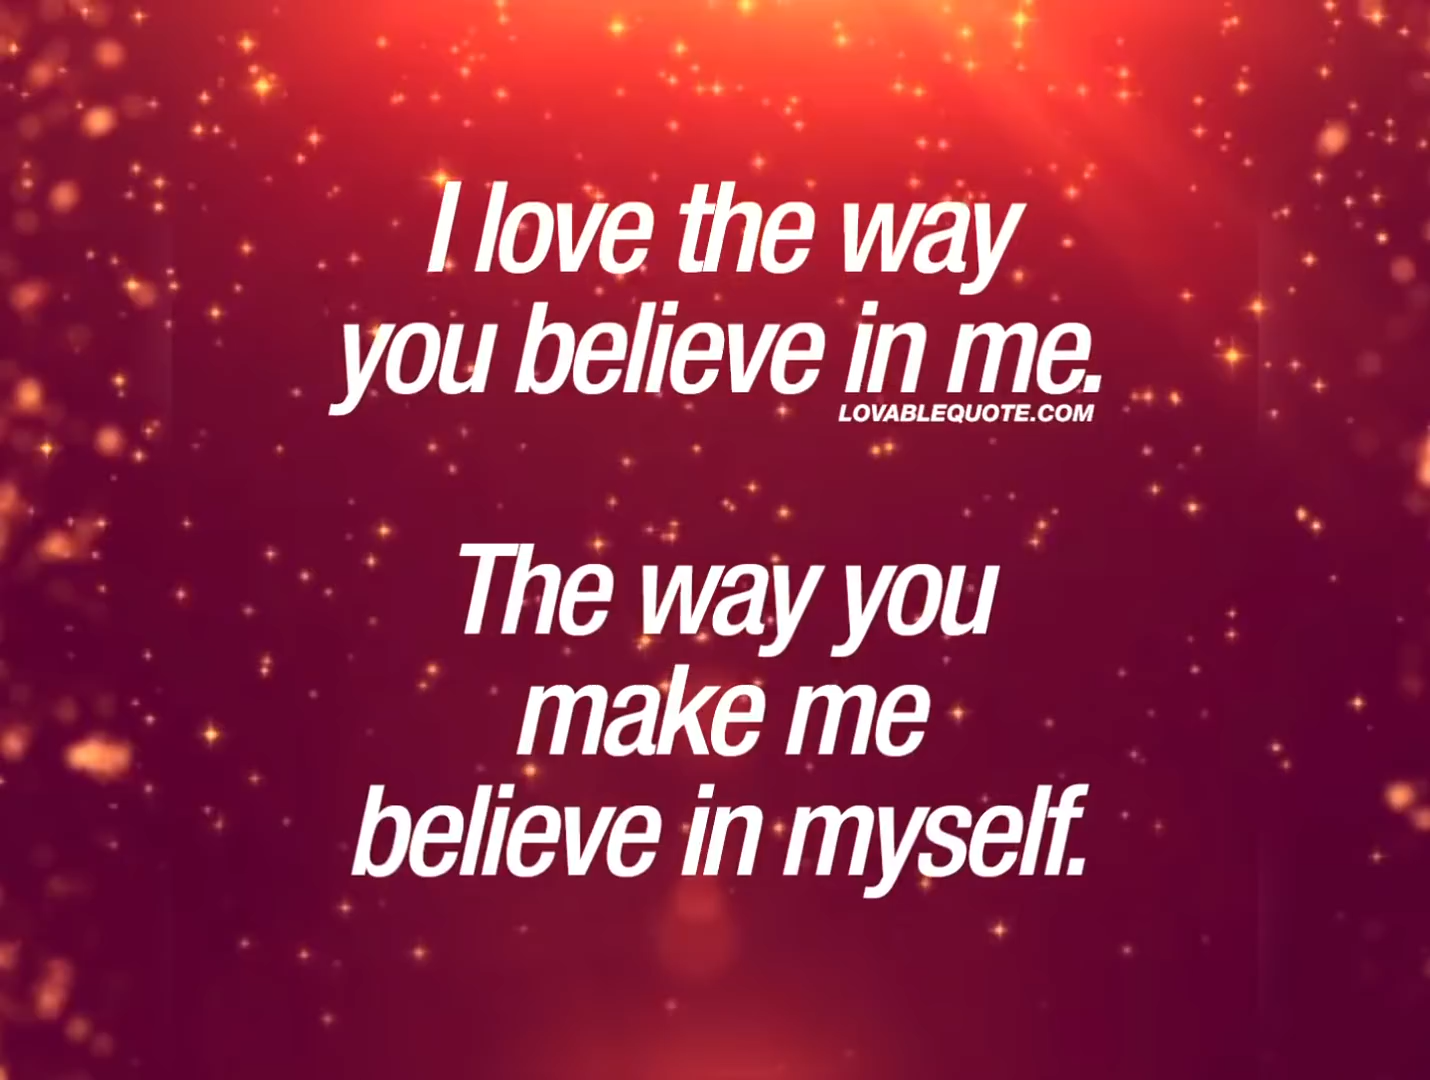 I love the way
you believe in me.
LOVABLEQUOTE.COM
The way you
make me
believe in myself.